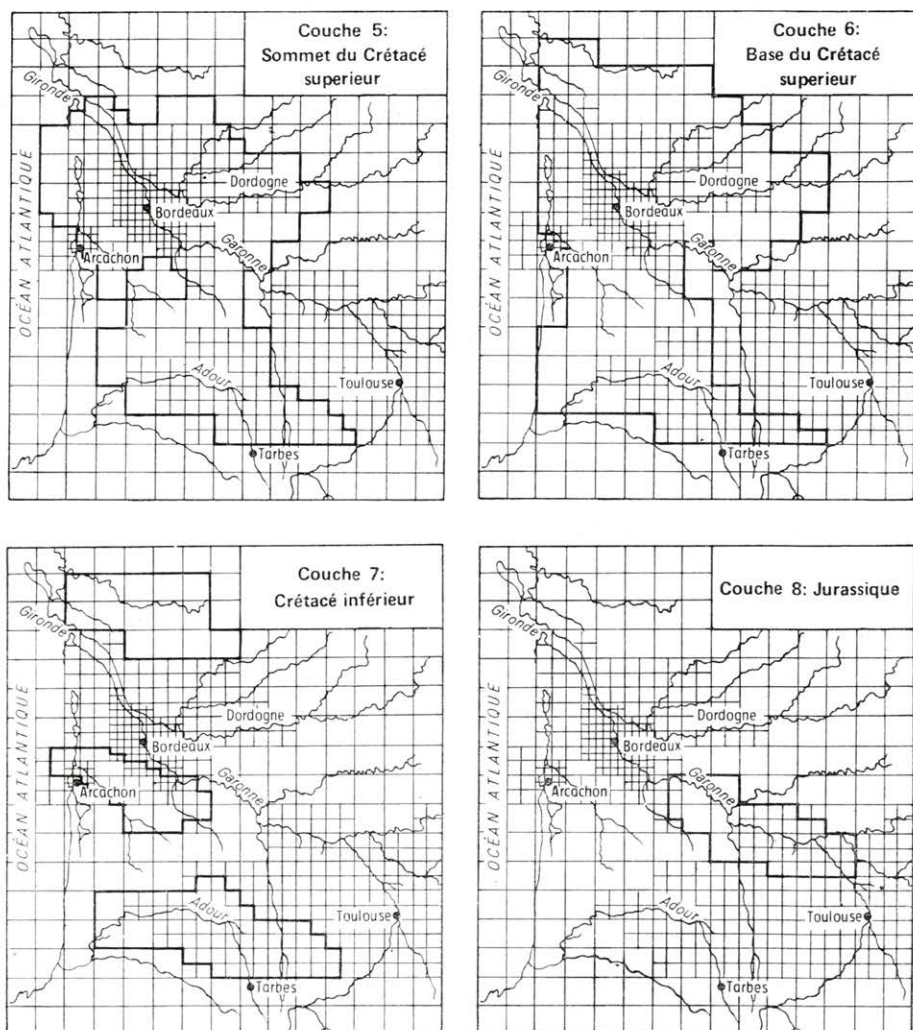 Couche 5:
Sommet du Crétacé
superieur
Gironde
OCÉAN ATLANTIQUE
Dordogne
Bordeaux
Garonne
Arcachon
Adour
Toulouse
Tarbes
Couche 6:
Base du Crétacé
superieur
Gironde
OCÉAN ATLANTIQUE
Dordogne
Bordeaux
Garonne
Arcachon
Adour
Toulouse
Tarbes
Couche 7:
Crétacé inférieur
Gironde
OCÉAN ATLANTIQUE
Dordogne
Bordeaux
Garonne
Arcachon
Adour
Toulouse
Tarbes
Couche 8: Jurassique
Gironde
OCÉAN ATLANTIQUE
Dordogne
Bordeaux
Garonne
Arcachon
Adour
Toulouse
Tarbes